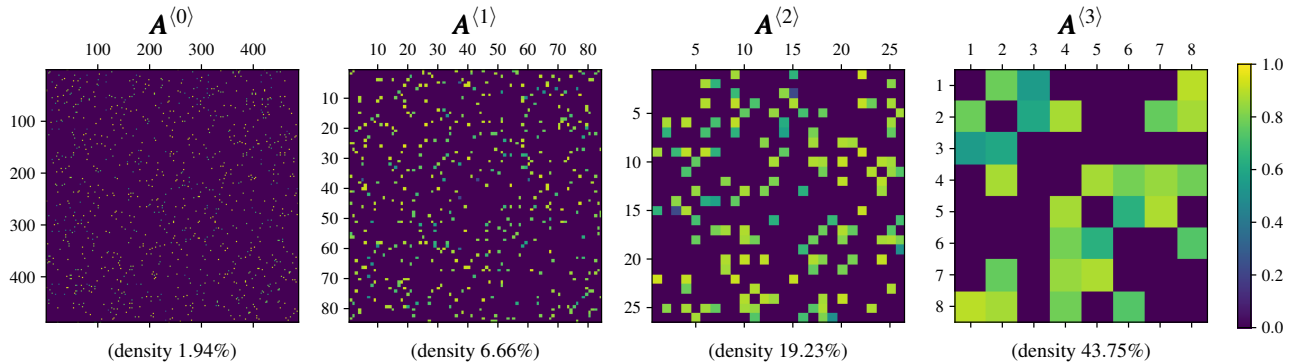 A⟨0⟩
A⟨1⟩
A⟨2⟩
A⟨3⟩
100 200 300 400
10 20 30 40 50 60 70 80
5 10 15 20 25
1 2 3 4 5 6 7 8
100
200
300
400
10
20
30
40
50
60
70
80
5
10
15
20
25
1
2
3
4
5
6
7
8
1.0
0.8
0.6
0.4
0.2
0.0
(density 1.94%)
(density 6.66%)
(density 19.23%)
(density 43.75%)